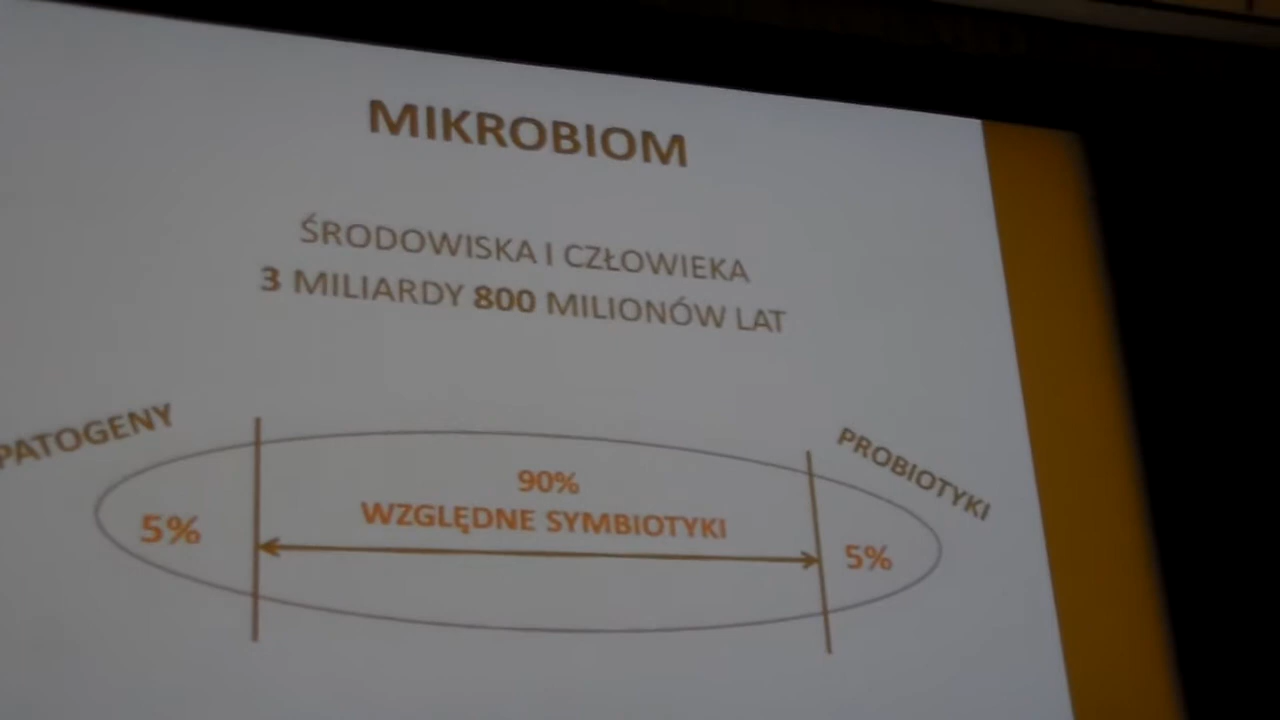 MIKROBIOM
ŚRODOWISKA I CZŁOWIEKA
3 MILIARDY 800 MILIONÓW LAT
PATOGENY
PROBIOTYKI
90%
WZGLĘDNE SYMBIOTYKI
5%
5%